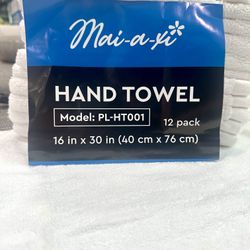 Mai-a-xi
HAND TOWEL
Model: PL-HT001 12 pack
16 in x 30 in (40 cm x 76 cm)